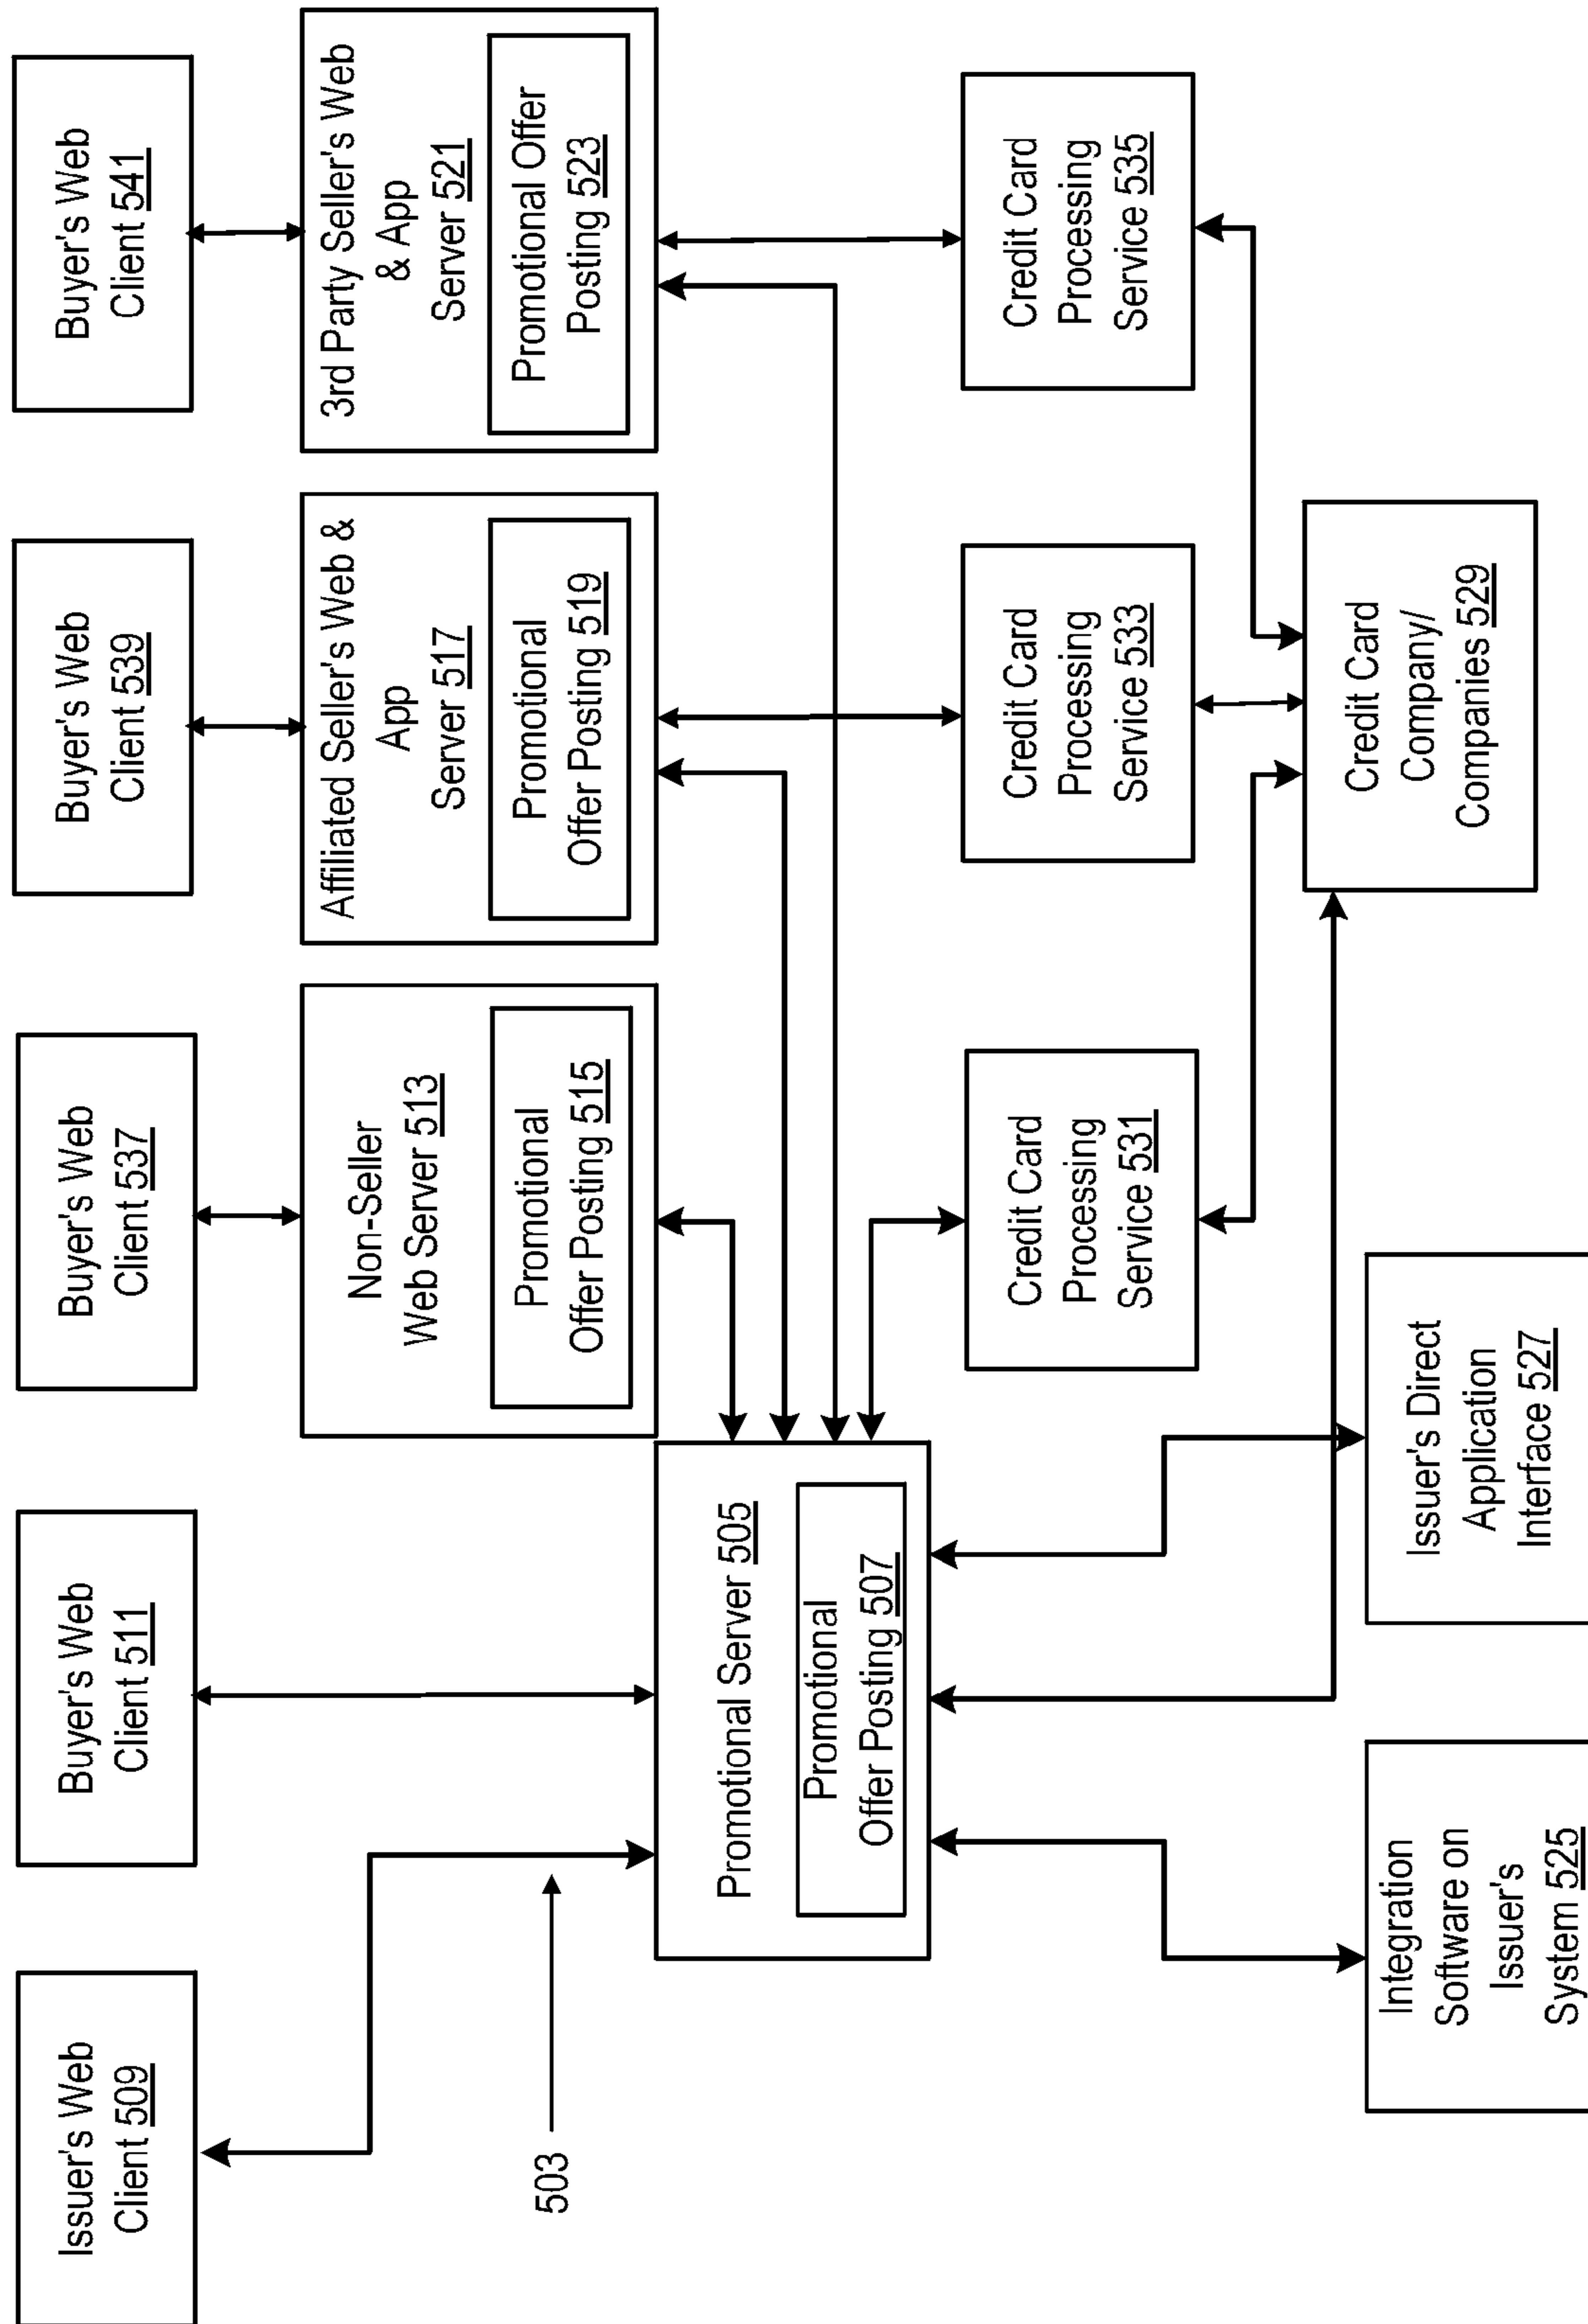 Issuer's Web
Client 509
Buyer's Web
Client 511
Buyer's Web
Client 537
Buyer's Web
Client 539
Buyer's Web
Client 541
503
Promotional Server 505
Promotional
Offer Posting 507
Non-Seller
Web Server 513
Promotional
Offer Posting 515
Affiliated Seller's Web &
App
Server 517
Promotional
Offer Posting 519
3rd Party Seller's Web
& App
Server 521
Promotional Offer
Posting 523
Credit Card
Processing
Service 531
Credit Card
Processing
Service 533
Credit Card
Processing
Service 535
Integration
Software on
Issuer's
System 525
Issuer's Direct
Application
Interface 527
Credit Card
Company/
Companies 529